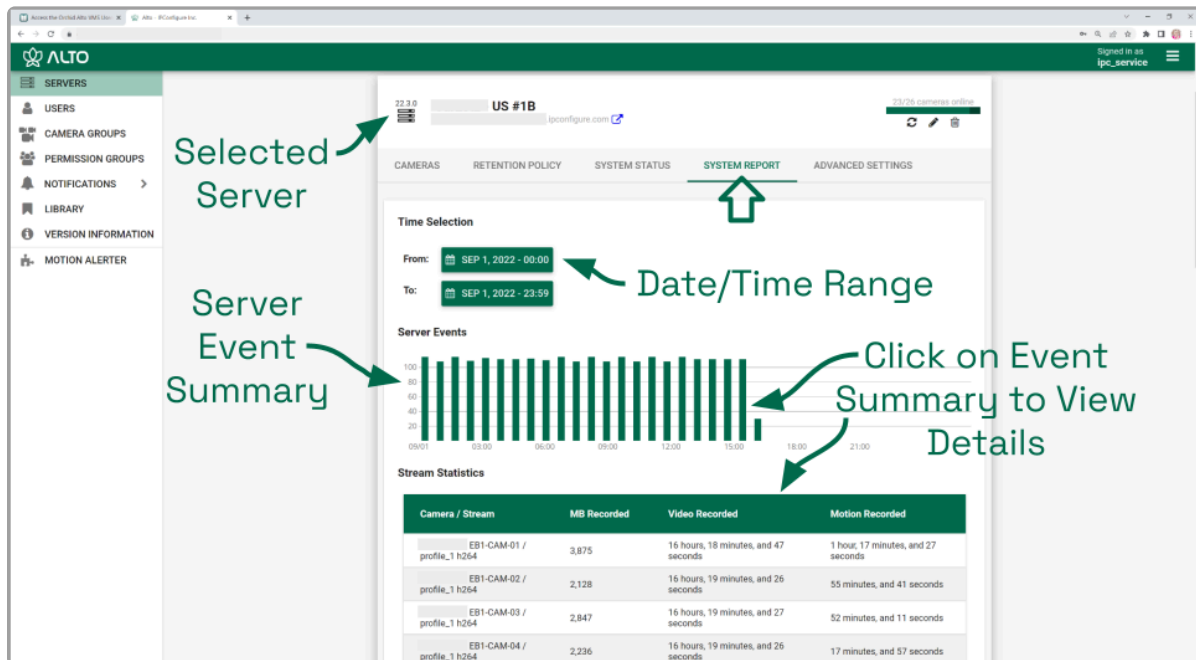 Access the Orchid Alto VMS Us
Alto - IPConfigure Inc.
ALTO
Signed in as
ipc_service
SERVERS
USERS
CAMERA GROUPS
PERMISSION GROUPS
NOTIFICATIONS
LIBRARY
VERSION INFORMATION
MOTION ALERTER
22.3.0
US #1B
.ipconfigure.com
23/26 cameras online
CAMERAS RETENTION POLICY SYSTEM STATUS SYSTEM REPORT ADVANCED SETTINGS
Selected
Server
Time Selection
From: SEP 1, 2022 - 00:00
To: SEP 1, 2022 - 23:59
Date/Time Range
Server
Event
Summary
Server Events
100
80
60
40
20
09/01 03:00 06:00 09:00 12:00 15:00 18:00 21:00
Click on Event
Summary to View
Details
Stream Statistics
Camera / Stream MB Recorded Video Recorded Motion Recorded
EB1-CAM-01 /
profile_1 h264
3,875
16 hours, 18 minutes, and 47
seconds
1 hour, 17 minutes, and 27
seconds
EB1-CAM-02 /
profile_1 h264
2,128
16 hours, 19 minutes, and 26
seconds
55 minutes, and 41 seconds
EB1-CAM-03 /
profile_1 h264
2,847
16 hours, 19 minutes, and 27
seconds
52 minutes, and 11 seconds
EB1-CAM-04 /
profile_1 h264
2,236
16 hours, 19 minutes, and 26
seconds
17 minutes, and 57 seconds